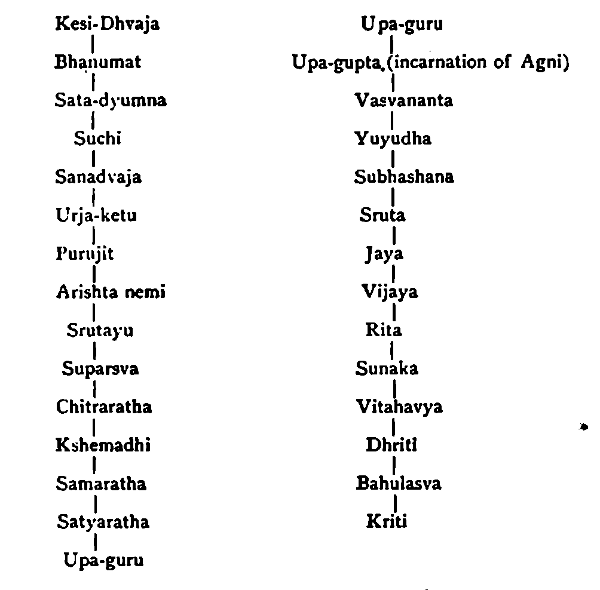 Kesi-Dhvaja
Bhanumat
Sata-dyumna
Suchi
Sanadvaja
Urja-ketu
Purujit
Arishta nemi
Srutayu
Suparsva
Chitraratha
Kshemadhi
Samaratha
Satyaratha
Upa-guru
Upa-guru
Upa-gupta (incarnation of Agni)
Vasvananta
Yuyudha
Subhashana
Sruta
Jaya
Vijaya
Rita
Sunaka
Vitahavya
Dhriti
Bahulasva
Kriti